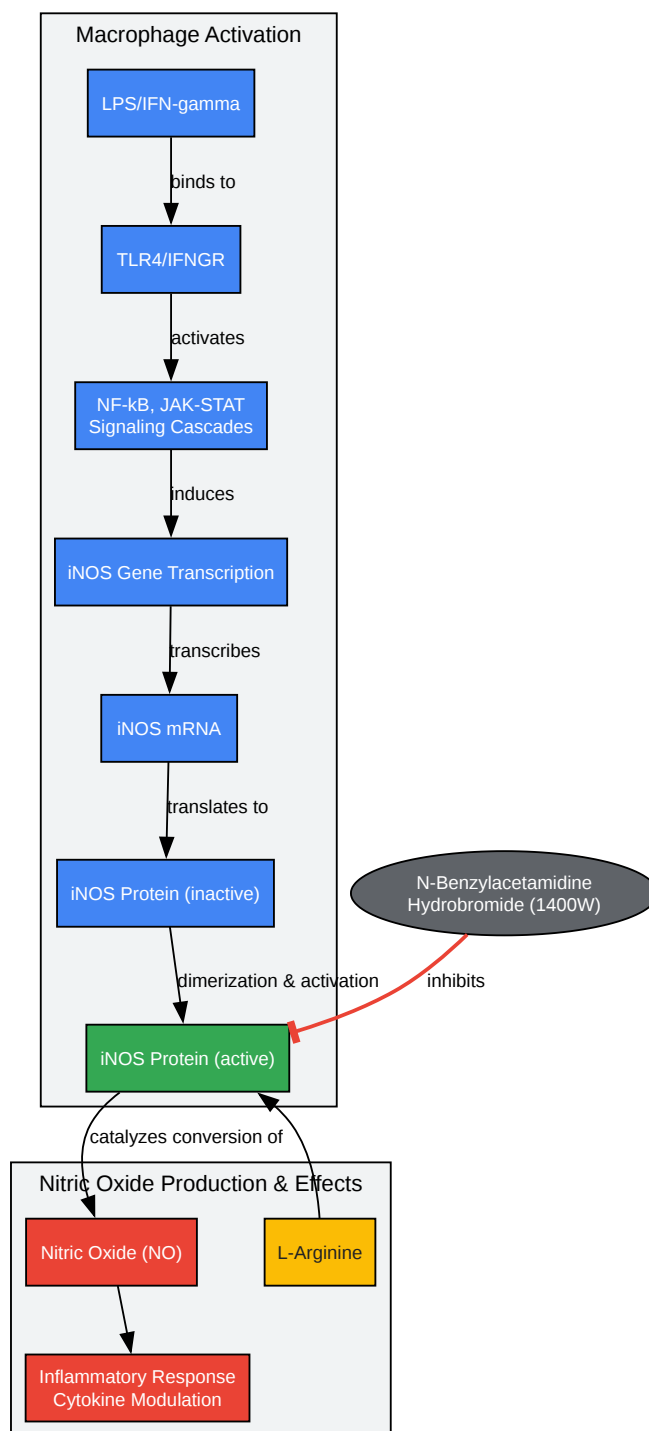 Macrophage Activation
LPS/IFN-gamma
binds to
TLR4/IFNGR
activates
NF-kB, JAK-STAT
Signaling Cascades
induces
iNOS Gene Transcription
transcribes
iNOS mRNA
translates to
iNOS Protein (inactive)
N-Benzylacetamidine
Hydrobromide (1400W)
dimerization & activation
inhibits
iNOS Protein (active)
catalyzes conversion of
Nitric Oxide Production & Effects
Nitric Oxide (NO)
L-Arginine
Inflammatory Response
Cytokine Modulation